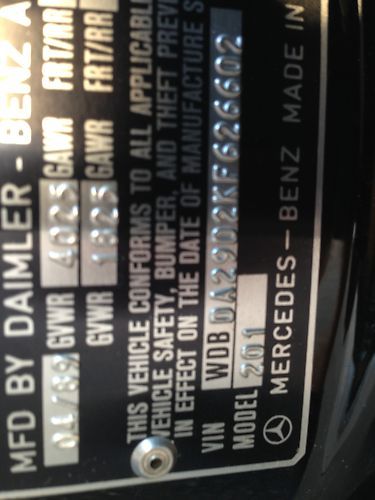 MFD BY DAIMLER - BENZ A
04/89 GVWR 4025 GAWR FRT/RR
GVWR 1825 GAWR FRT/RR
THIS VEHICLE CONFORMS TO ALL APPLICABL
VEHICLE SAFETY, BUMPER, AND THEFT PREV
IN EFFECT ON THE DATE OF MANUFACTURE S
VIN WDB DA29D2KF626602
MODEL 201
MERCEDES-BENZ MADE IN